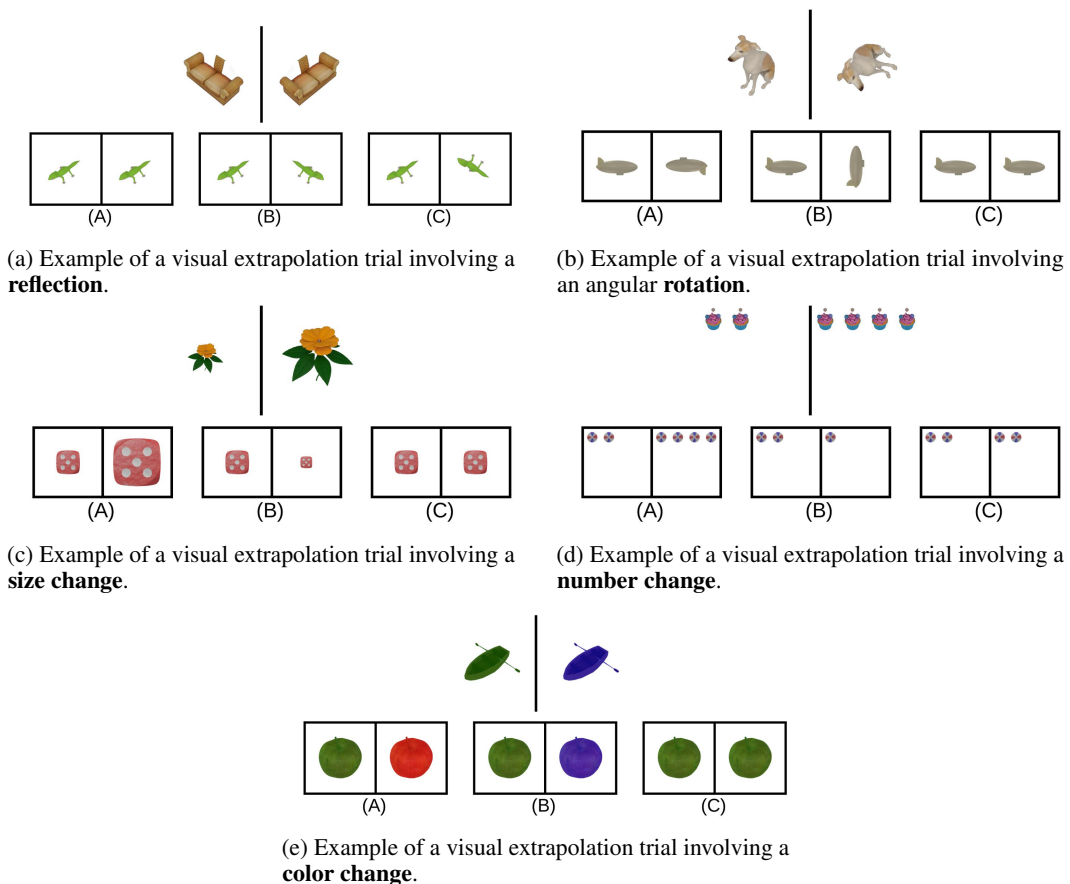 (A)
(B)
(C)
(a) Example of a visual extrapolation trial involving a
reflection.
(A)
(B)
(C)
(b) Example of a visual extrapolation trial involving
an angular rotation.
(A)
(B)
(C)
(c) Example of a visual extrapolation trial involving a
size change.
(A)
(B)
(C)
(d) Example of a visual extrapolation trial involving a
number change.
(A)
(B)
(C)
(e) Example of a visual extrapolation trial involving a
color change.